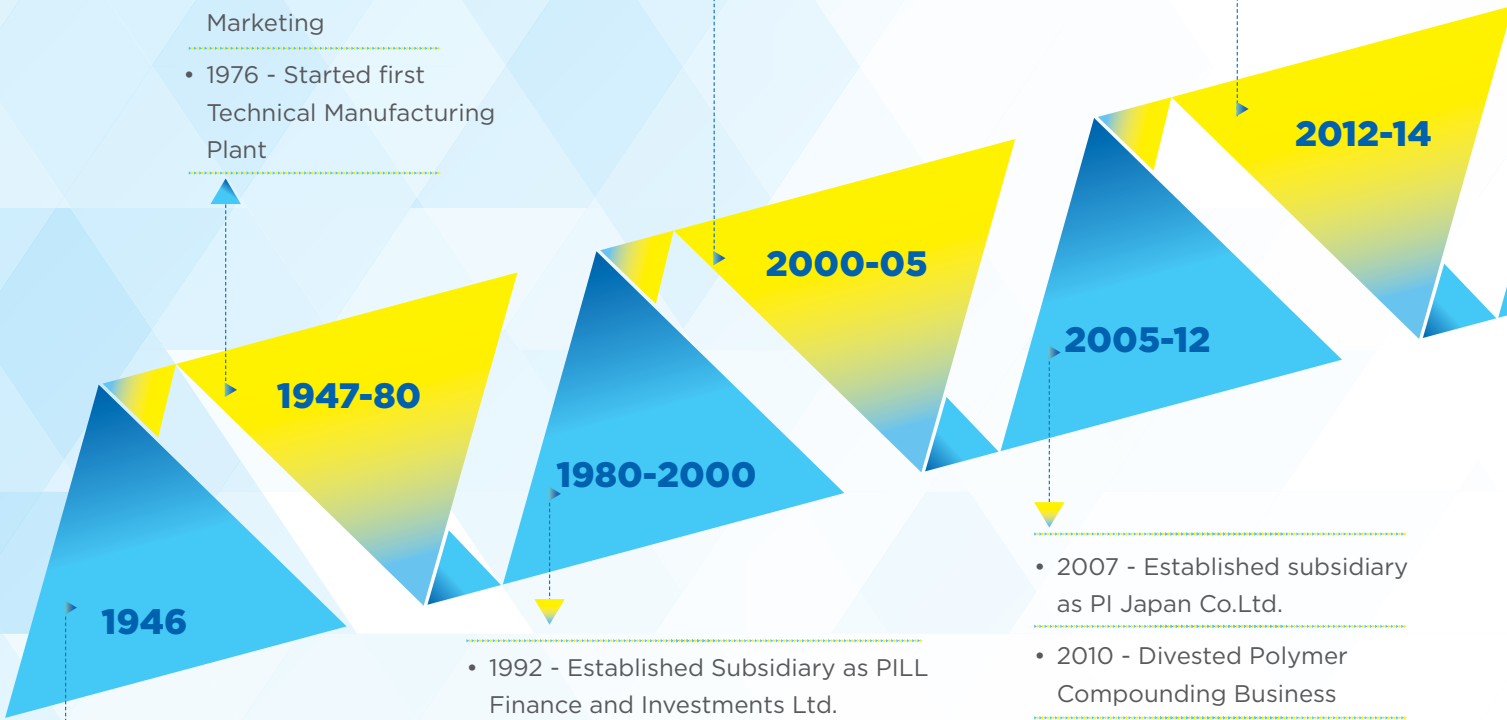 Marketing
• 1976 - Started first
Technical Manufacturing
Plant
2012-14
2000-05
2005-12
1947-80
1980-2000
1946
• 2007 - Established subsidiary
as PI Japan Co.Ltd.
• 2010 - Divested Polymer
Compounding Business
• 1992 - Established Subsidiary as PILL
Finance and Investments Ltd.